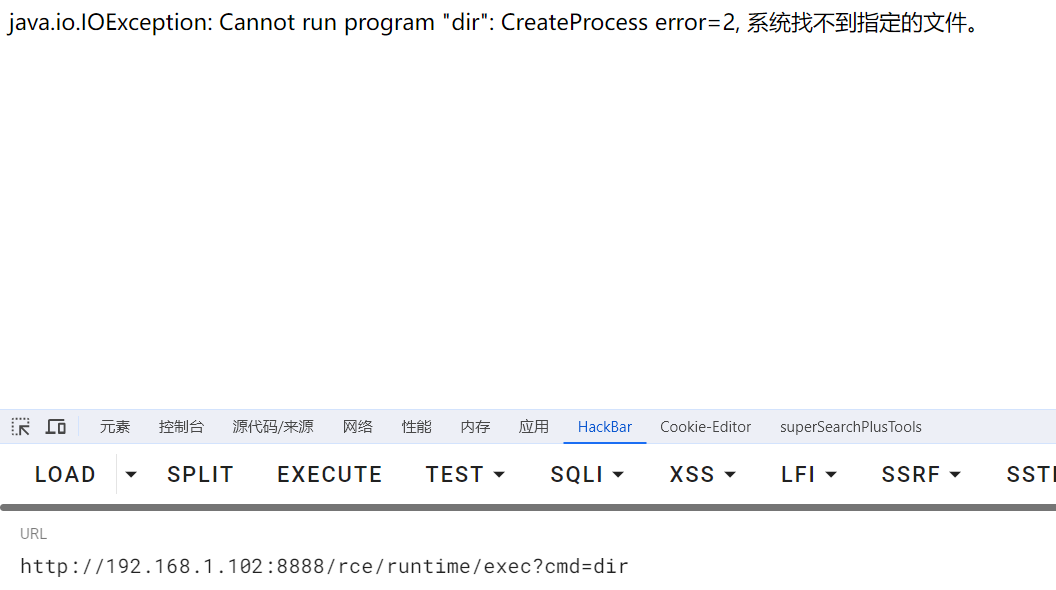 java.io.IOException: Cannot run program "dir": CreateProcess error=2, 系统找不到指定的文件。
元素 控制台 源代码/来源 网络 性能 内存 应用 HackBar Cookie-Editor superSearchPlusTools
LOAD SPLIT EXECUTE TEST SQLI XSS LFI SSRF SSTI
URL
http://192.168.1.102:8888/rce/runtime/exec?cmd=dir